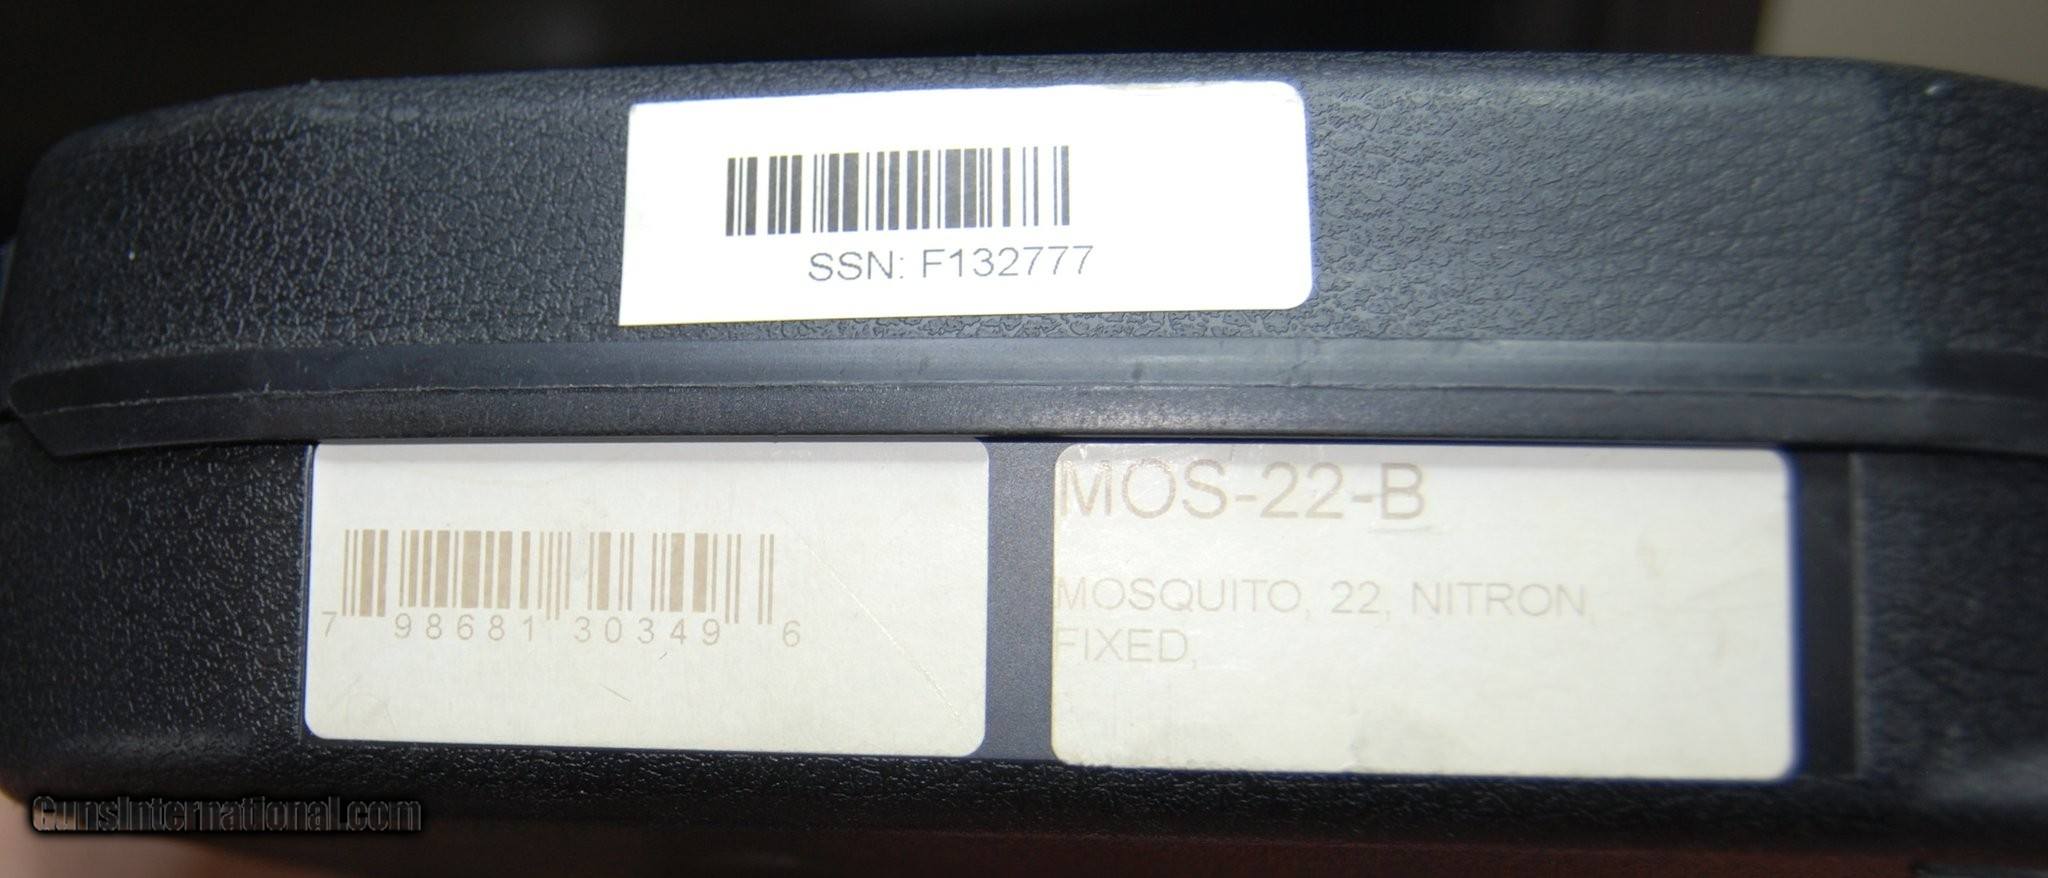 SSN: F132777
7 98681 30349 6
MOS-22-B
MOSQUITO, 22, NITRON,
FIXED,
GunsInternational.com